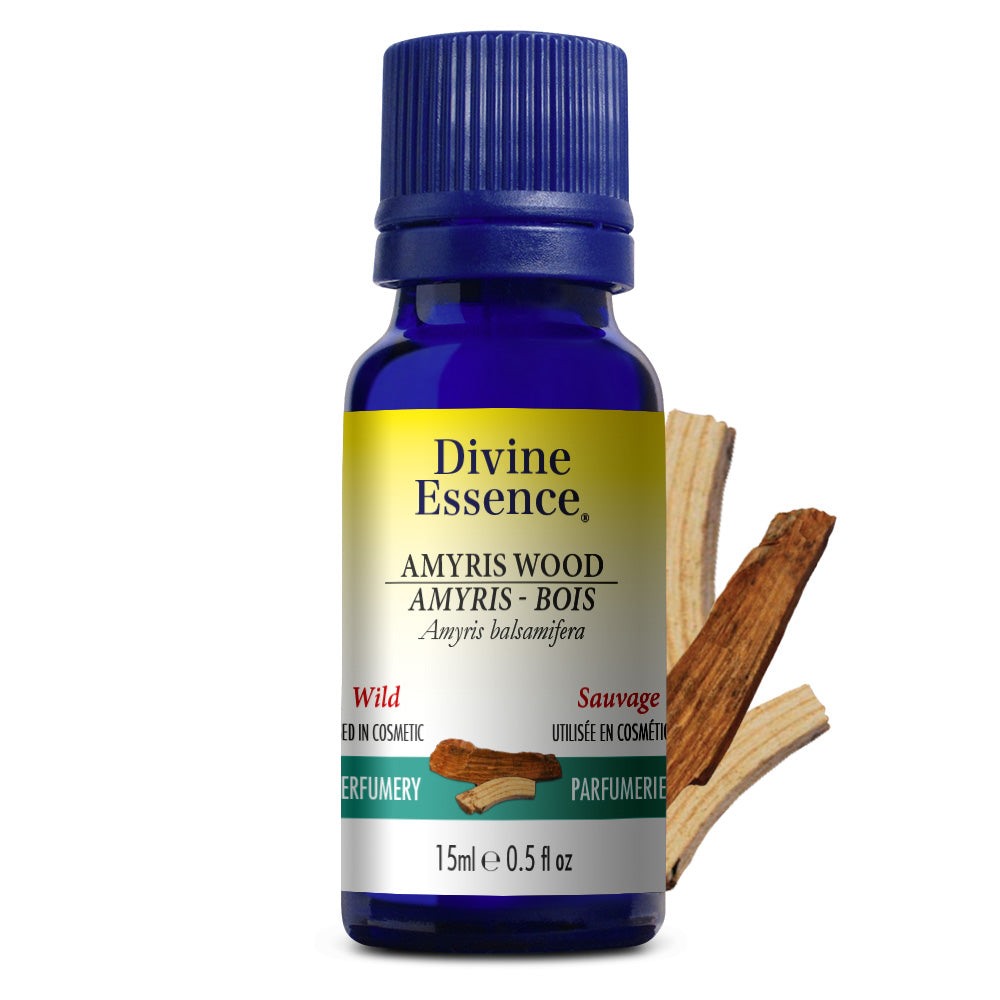 Divine
Essence®
AMYRIS WOOD
AMYRIS - BOIS
Amyris balsamifera
Wild Sauvage
ED IN COSMETIC UTILISÉE EN COSMÉTIC
ERFUMERY PARFUMERIE
15ml ℮ 0.5 fl oz